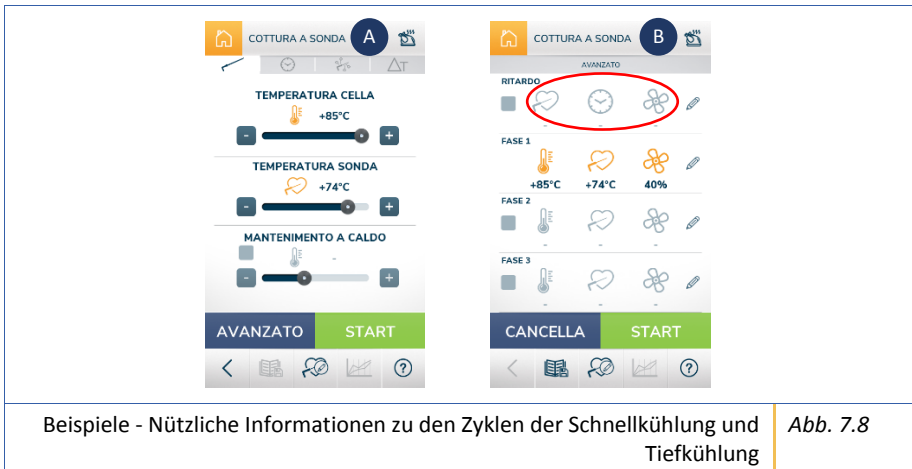 COTTURA A SONDA A
ΔT
TEMPERATURA CELLA
+85°C
- +
TEMPERATURA SONDA
+74°C
- +
MANTENIMENTO A CALDO
-
- +
AVANZATO START
?
COTTURA A SONDA B
AVANZATO
RITARDO
- - -
FASE 1
+85°C +74°C 40%
FASE 2
- - -
FASE 3
- - -
CANCELLA START
?
Beispiele - Nützliche Informationen zu den Zyklen der Schnellkühlung und
Tiefkühlung
Abb. 7.8